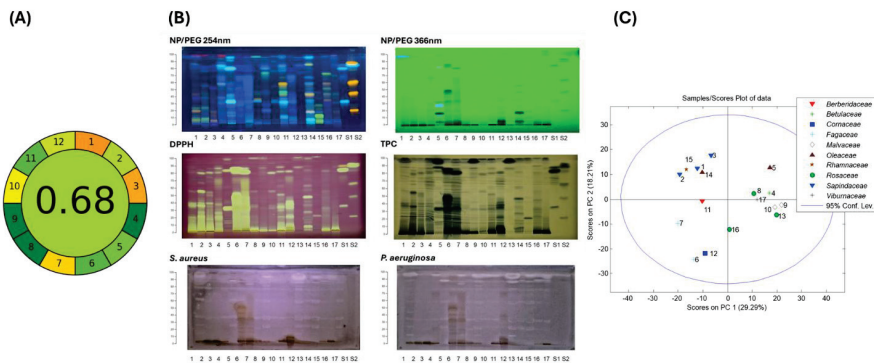 (A)
12
1
2
3
4
5
6
7
8
9
10
11
0.68
(B)
NP/PEG 254nm
1 2 3 4 5 6 7 8 9 10 11 12 13 14 15 16 17 S1 S2
NP/PEG 366nm
1 2 3 4 5 6 7 8 9 10 11 12 13 14 15 16 17 S1 S2
DPPH
1 2 3 4 5 6 7 8 9 10 11 12 13 14 15 16 17 S1 S2
TPC
1 2 3 4 5 6 7 8 9 10 11 12 13 14 15 16 17 S1 S2
S. aureus
1 2 3 4 5 6 7 8 9 10 11 12 13 14 15 16 17 S1 S2
P. aeruginosa
1 2 3 4 5 6 7 8 9 10 11 12 13 14 15 16 17 S1 S2
(C)
Samples/Scores Plot of data
Scores on PC 2 (18.21%)
30
20
10
0
-10
-20
-30
-40 -30 -20 -10 0 10 20 30 40
Scores on PC 1 (29.29%)
15
1
3
2
14
5
8
4
17
9
10
13
11
7
16
6
12
Berberidaceae
Betulaceae
Cornaceae
Fagaceae
Malvaceae
Oleaceae
Rhamnaceae
Rosaceae
Sapindaceae
Viburnaceae
95% Conf. Lev.